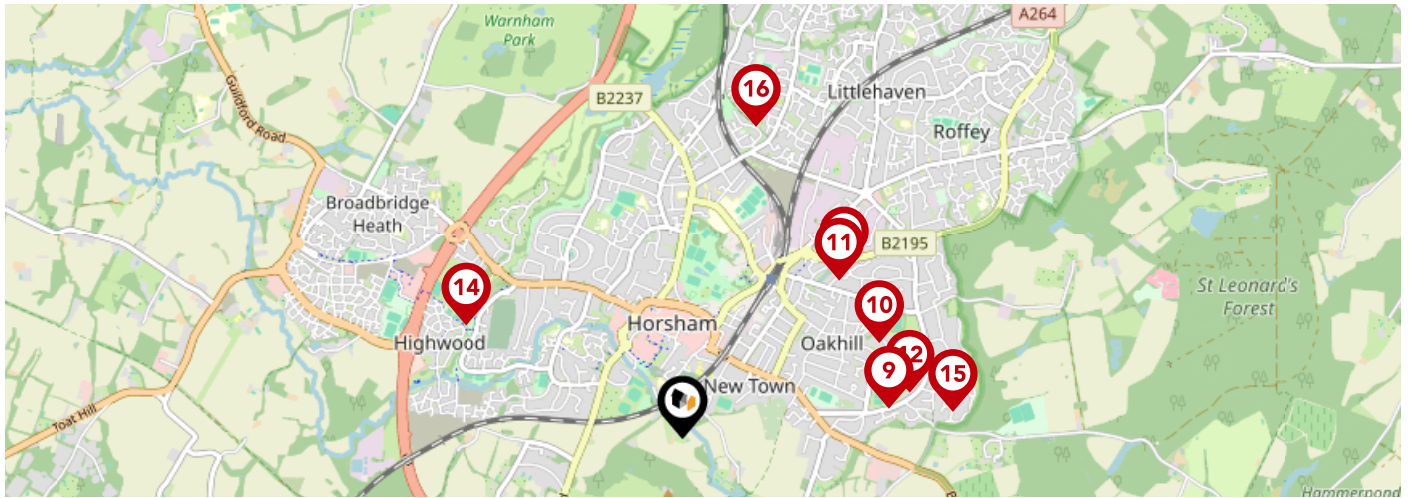 Warnham
Park
A264
B2237
16
Littlehaven
Guildford Road
Roffey
Broadbridge
Heath
11
B2195
14
St Leonard's
Forest
10
Horsham
Highwood
Oakhill
12
9
15
New Town
Toat Hill
B
Hammerpond